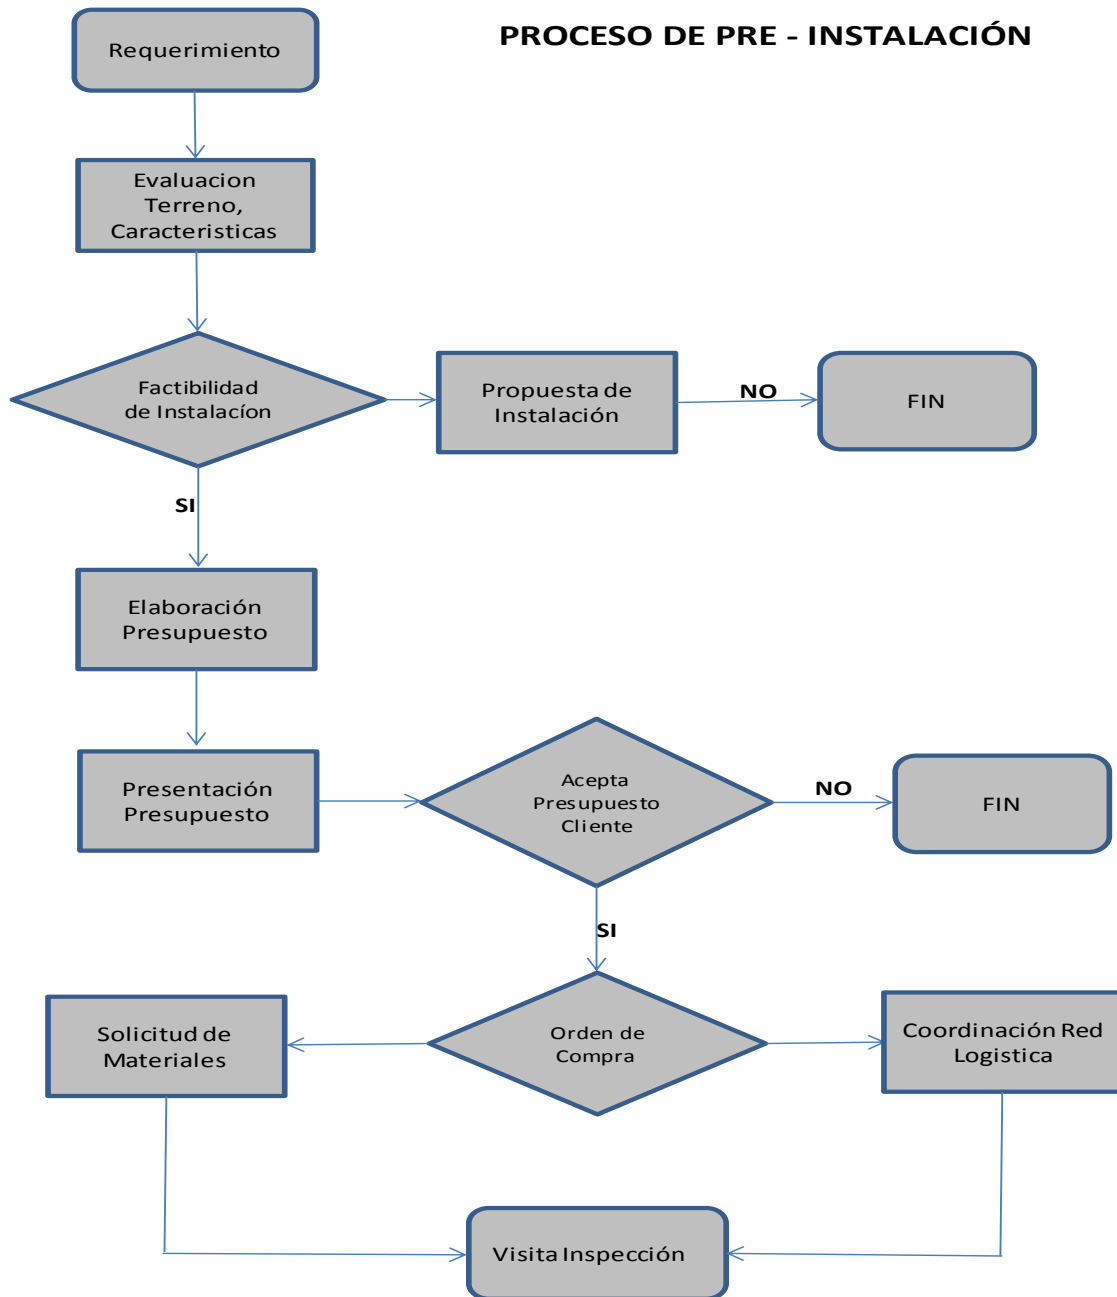 PROCESO DE PRE - INSTALACIÓN
Requerimiento
Evaluacion
Terreno,
Caracteristicas
Factibilidad
de Instalacíon
Propuesta de
Instalación
NO
FIN
SI
Elaboración
Presupuesto
Presentación
Presupuesto
Acepta
Presupuesto
Cliente
NO
FIN
SI
Solicitud de
Materiales
Orden de
Compra
Coordinación Red
Logistica
Visita Inspección